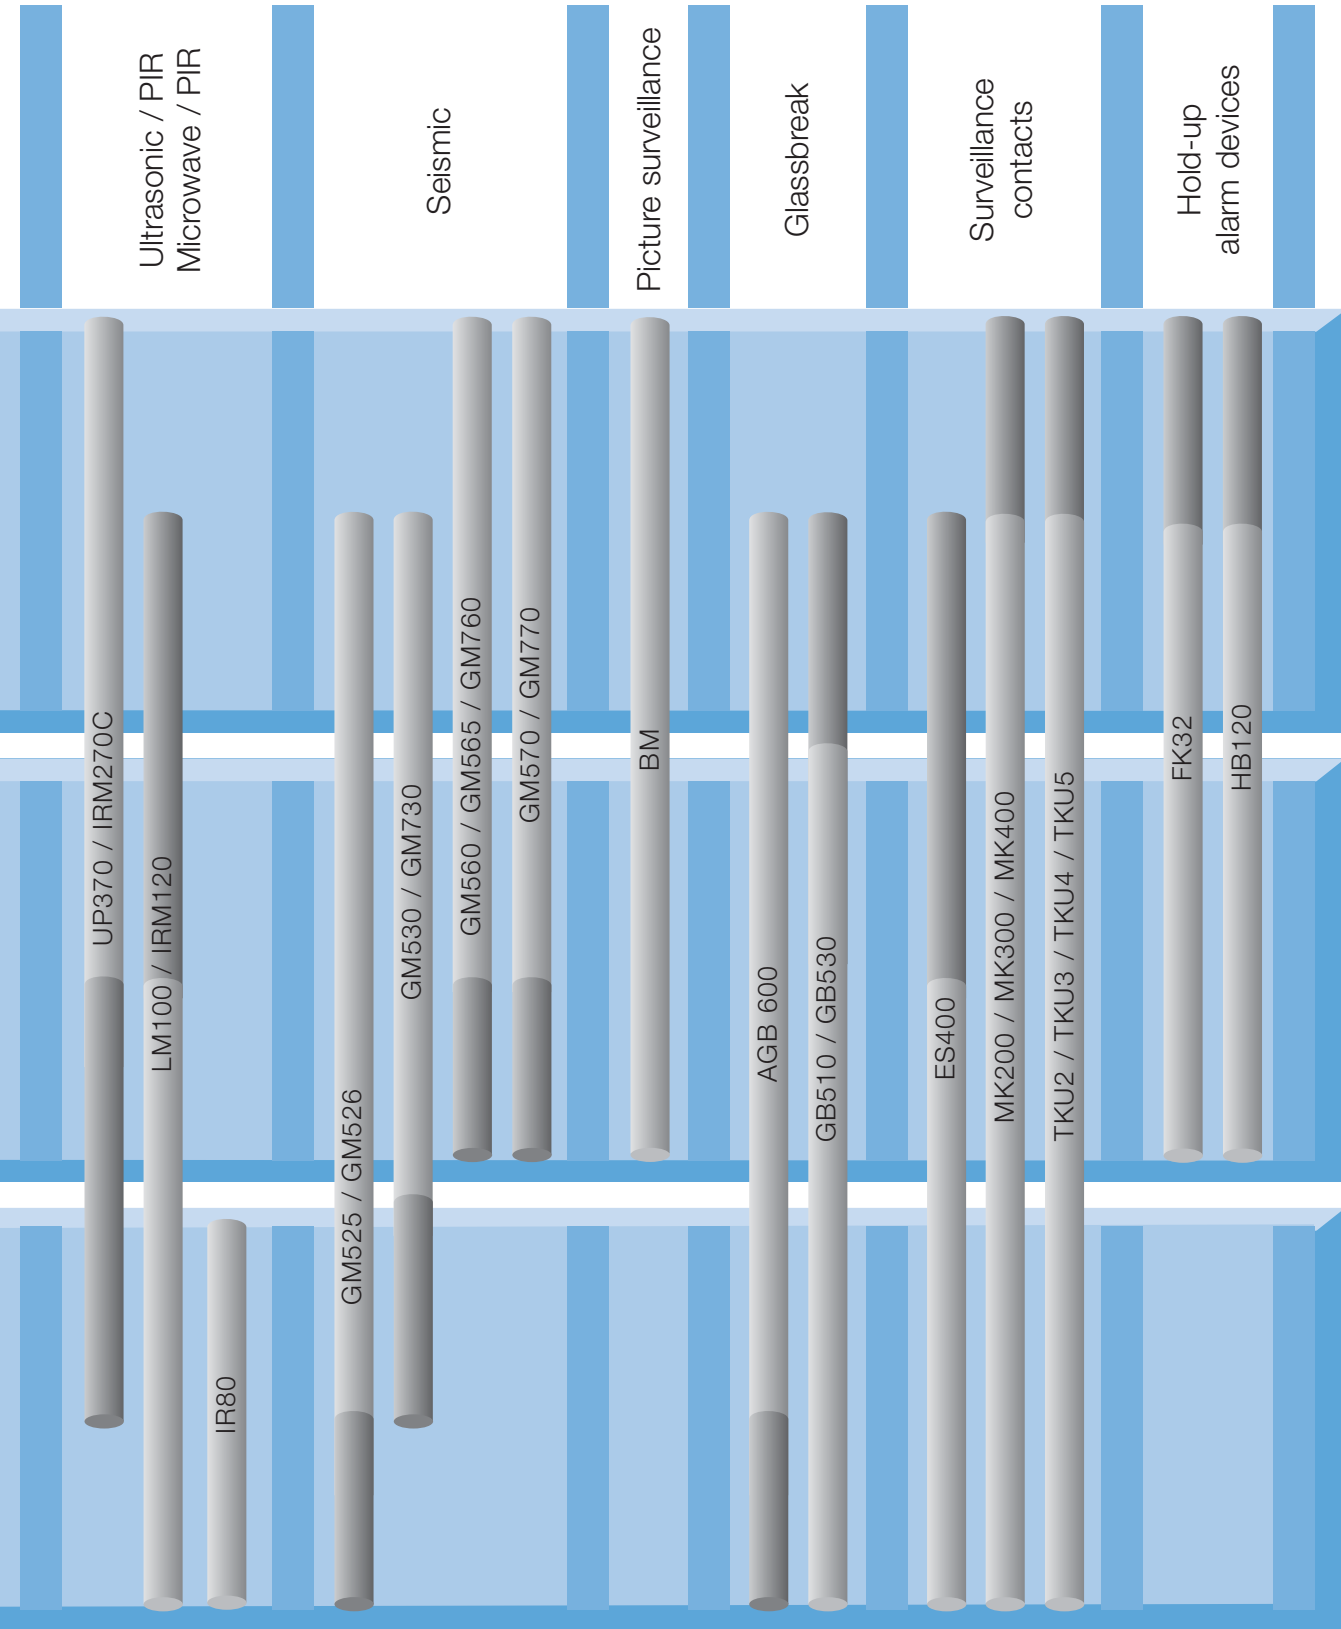 Ultrasonic / PIR
Microwave / PIR
Seismic
Picture surveillance
Glassbreak
Surveillance
contacts
Hold-up
alarm devices
UP370 / IRM270C
LM100 / IRM120
IR80
GM525 / GM526
GM530 / GM730
GM560 / GM565 / GM760
GM570 / GM770
BM
AGB 600
GB510 / GB530
ES400
MK200 / MK300 / MK400
TKU2 / TKU3 / TKU4 / TKU5
FK32
HB120